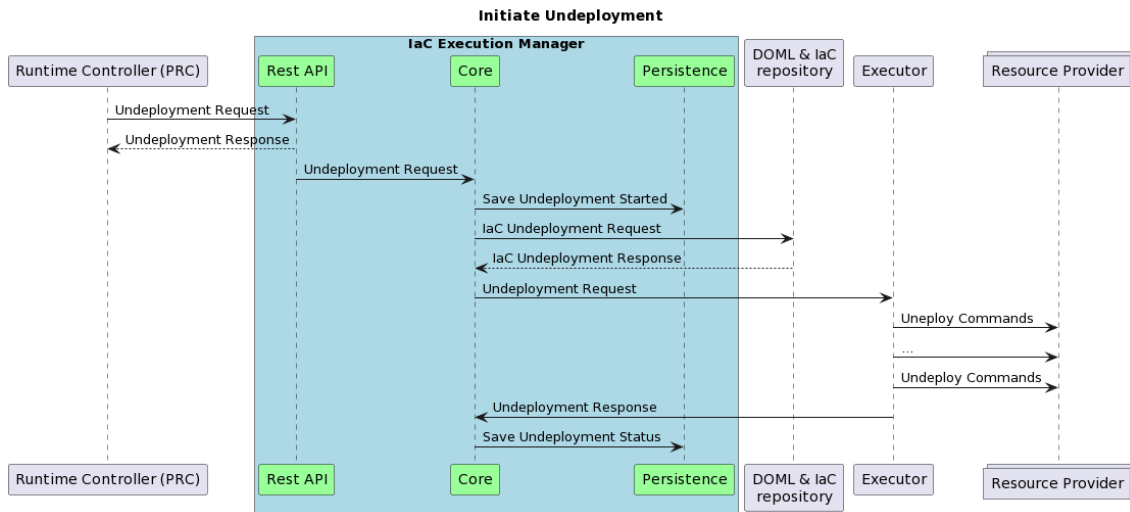 Initiate Undeployment
IaC Execution Manager
Runtime Controller (PRC)
Rest API
Core
Persistence
DOML & IaC
repository
Executor
Resource Provider
Undeployment Request
Undeployment Response
Undeployment Request
Save Undeployment Started
IaC Undeployment Request
IaC Undeployment Response
Undeployment Request
Uneploy Commands
...
Undeploy Commands
Undeployment Response
Save Undeployment Status
Runtime Controller (PRC)
Rest API
Core
Persistence
DOML & IaC
repository
Executor
Resource Provider